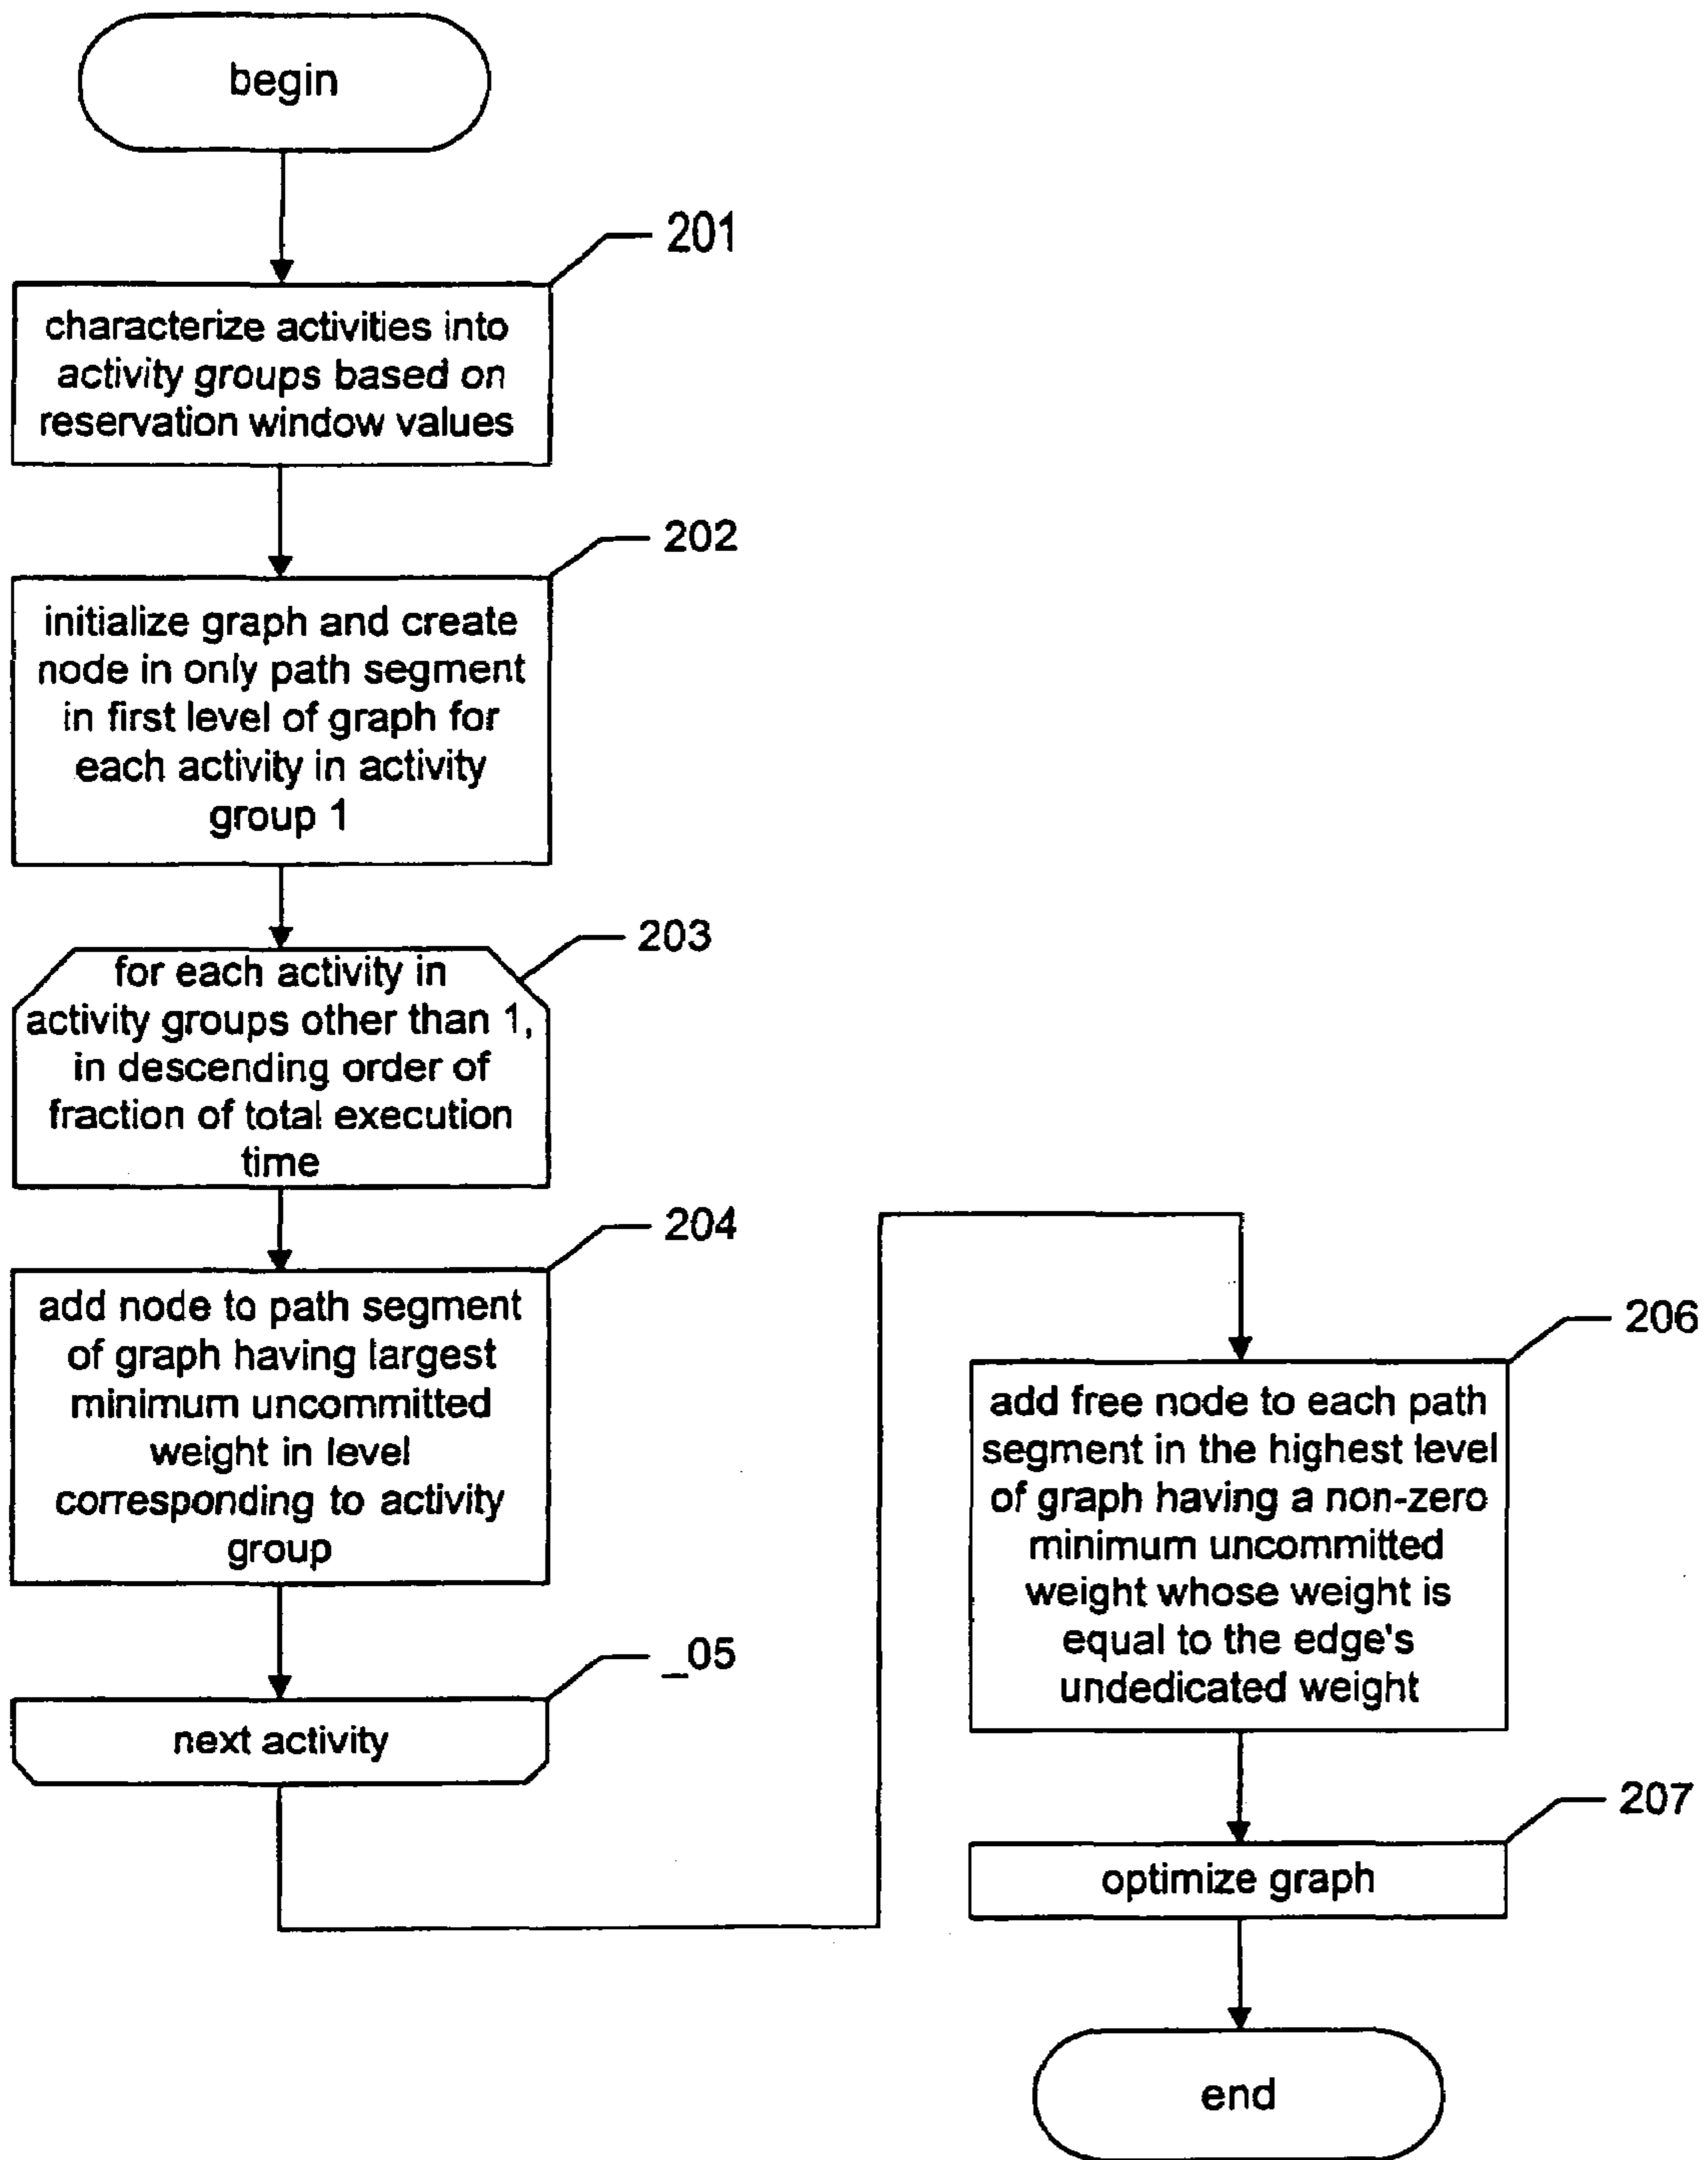 begin
201
characterize activities into
activity groups based on
reservation window values
202
initialize graph and create
node in only path segment
in first level of graph for
each activity in activity
group 1
203
for each activity in
activity groups other than 1,
in descending order of
fraction of total execution
time
204
add node to path segment
of graph having largest
minimum uncommitted
weight in level
corresponding to activity
group
_05
next activity
206
add free node to each path
segment in the highest level
of graph having a non-zero
minimum uncommitted
weight whose weight is
equal to the edge's
undedicated weight
207
optimize graph
end